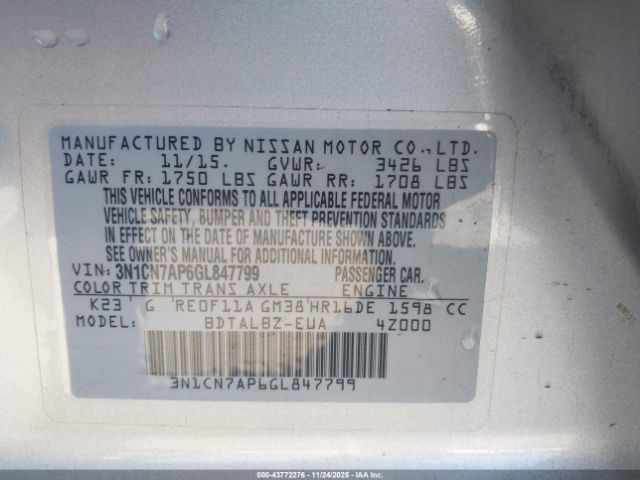 MANUFACTURED BY NISSAN MOTOR CO., LTD.
DATE: 11/15. GVWR: 3426 LBS
GAWR FR: 1750 LBS GAWR RR: 1708 LBS
THIS VEHICLE CONFORMS TO ALL APPLICABLE FEDERAL MOTOR
VEHICLE SAFETY, BUMPER AND THEFT PREVENTION STANDARDS
IN EFFECT ON THE DATE OF MANUFACTURE SHOWN ABOVE.
SEE OWNER'S MANUAL FOR ADDITIONAL INFORMATION.
VIN: 3N1CN7AP6GL847799 PASSENGER CAR.
COLOR TRIM TRANS AXLE ENGINE
K23 G RE0F11A GM38 HR16DE 1598 CC
MODEL: BDTALBZ-EUA 4Z000
3N1CN7AP6GL847799
000-43772276 - 11/24/2025 - IAAI.COM